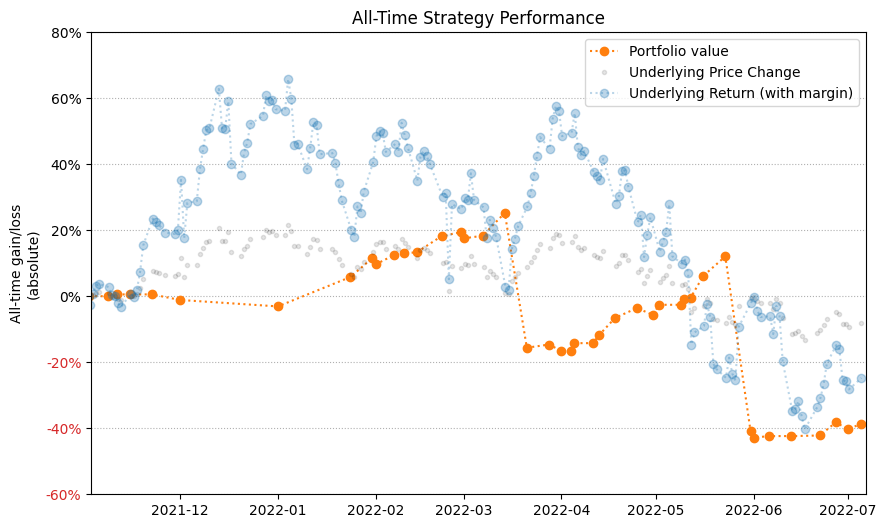 All-Time Strategy Performance
All-time gain/loss
(absolute)
80%
60%
40%
20%
0%
-20%
-40%
-60%
Portfolio value
Underlying Price Change
Underlying Return (with margin)
2021-12
2022-01
2022-02
2022-03
2022-04
2022-05
2022-06
2022-07